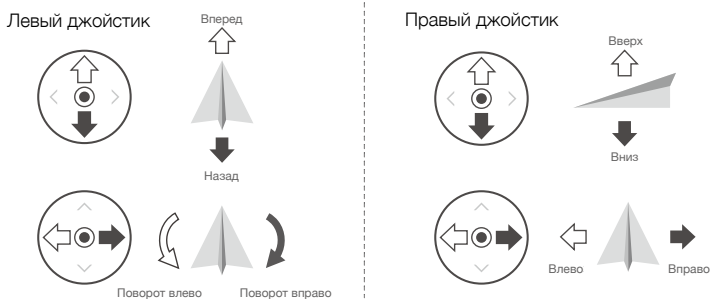 Левый джойстик
Вперед
Назад
Поворот влево
Поворот вправо
Правый джойстик
Вверх
Вниз
Влево
Вправо